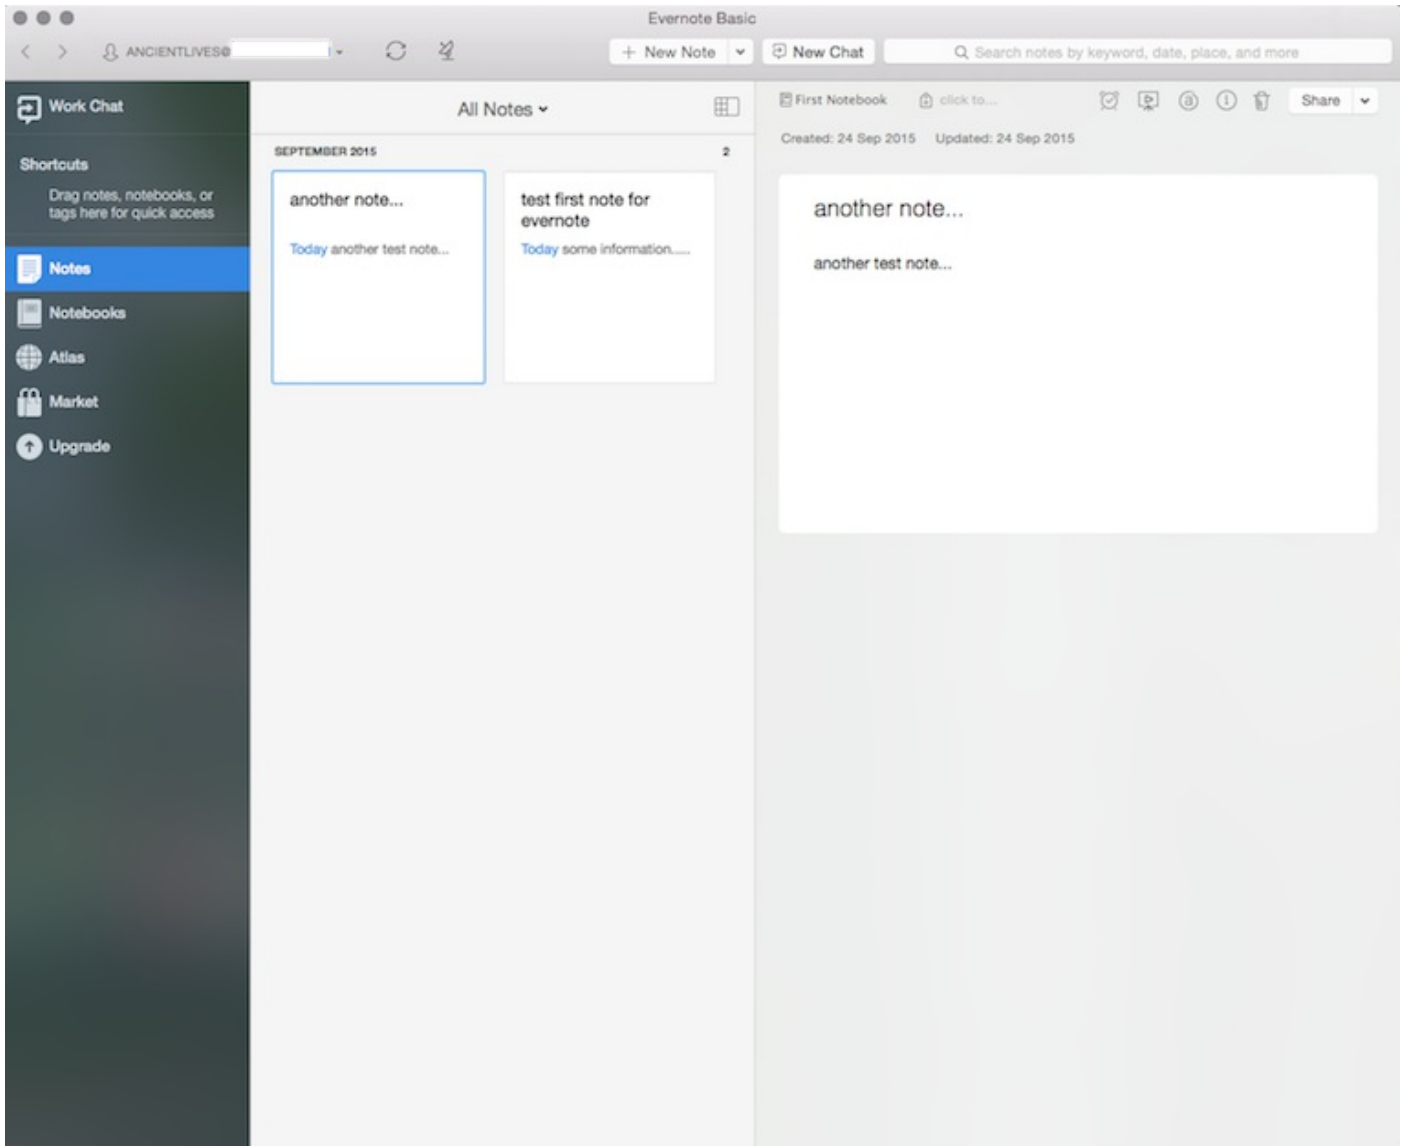 Evernote Basic
ANCIENTLIVES@
+ New Note
New Chat
Search notes by keyword, date, place, and more
Work Chat
Shortcuts
Drag notes, notebooks, or
tags here for quick access
Notes
Notebooks
Atlas
Market
Upgrade
All Notes
SEPTEMBER 2015 2
another note...
Today another test note...
test first note for
evernote
Today some information......
First Notebook
click to...
Share
Created: 24 Sep 2015 Updated: 24 Sep 2015
another note...
another test note...